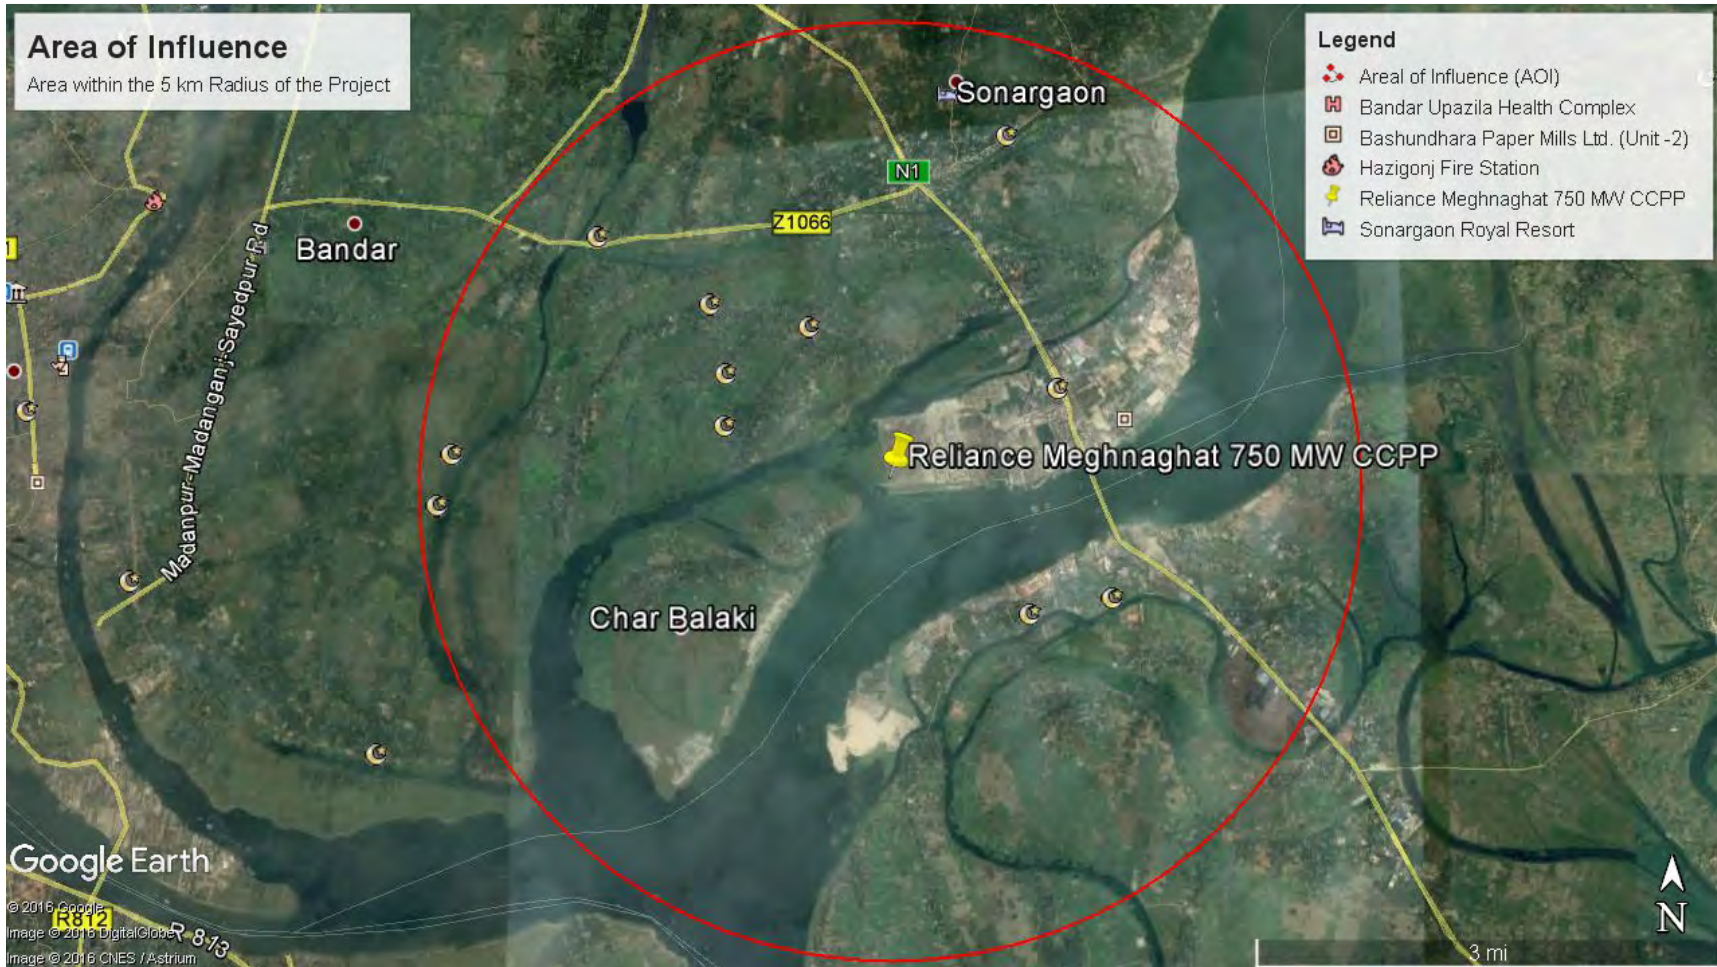 Area of Influence
Area within the 5 km Radius of the Project
Legend
Areal of Influence (AOI)
Bandar Upazila Health Complex
Bashundhara Paper Mills Ltd. (Unit -2)
Hazigonj Fire Station
Reliance Meghnaghat 750 MW CCPP
Sonargaon Royal Resort
Sonargaon
N1
Z1066
Bandar
1
Madanpur-Madanganj-Sayedpur Rd
Reliance Meghnaghat 750 MW CCPP
Char Balaki
Google Earth
© 2016 Google
R812
R 813
Image © 2016 DigitalGlobe
Image © 2016 CNES / Astrium
N
3 mi